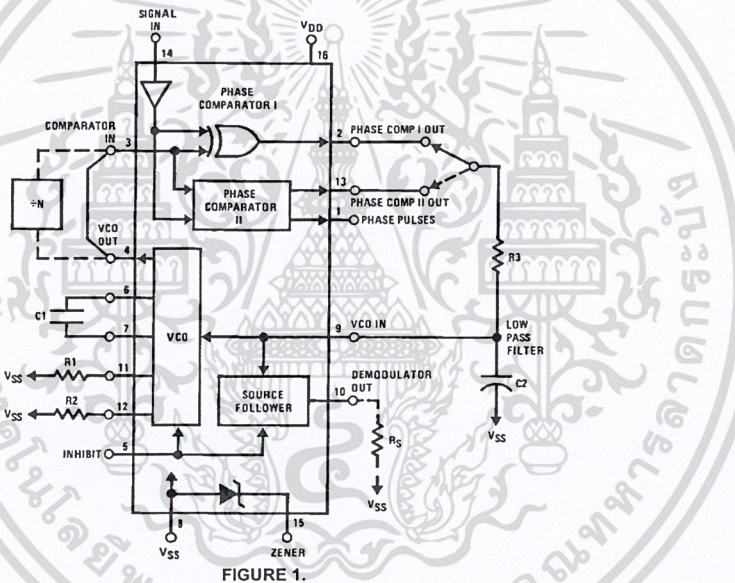 SIGNAL
IN
14
VDD
16
PHASE
COMPARATOR I
COMPARATOR
IN
3
2
PHASE COMP I OUT
÷N
PHASE
COMPARATOR
II
13
PHASE COMP II OUT
1
PHASE PULSES
VCO
OUT
4
R3
6
C1
7
VCO
9
VCO IN
LOW
PASS
FILTER
R1
11
VSS
R2
12
VSS
SOURCE
FOLLOWER
10
DEMODULATOR
OUT
C2
VSS
RS
VSS
INHIBIT
5
8
VSS
15
ZENER
FIGURE 1.